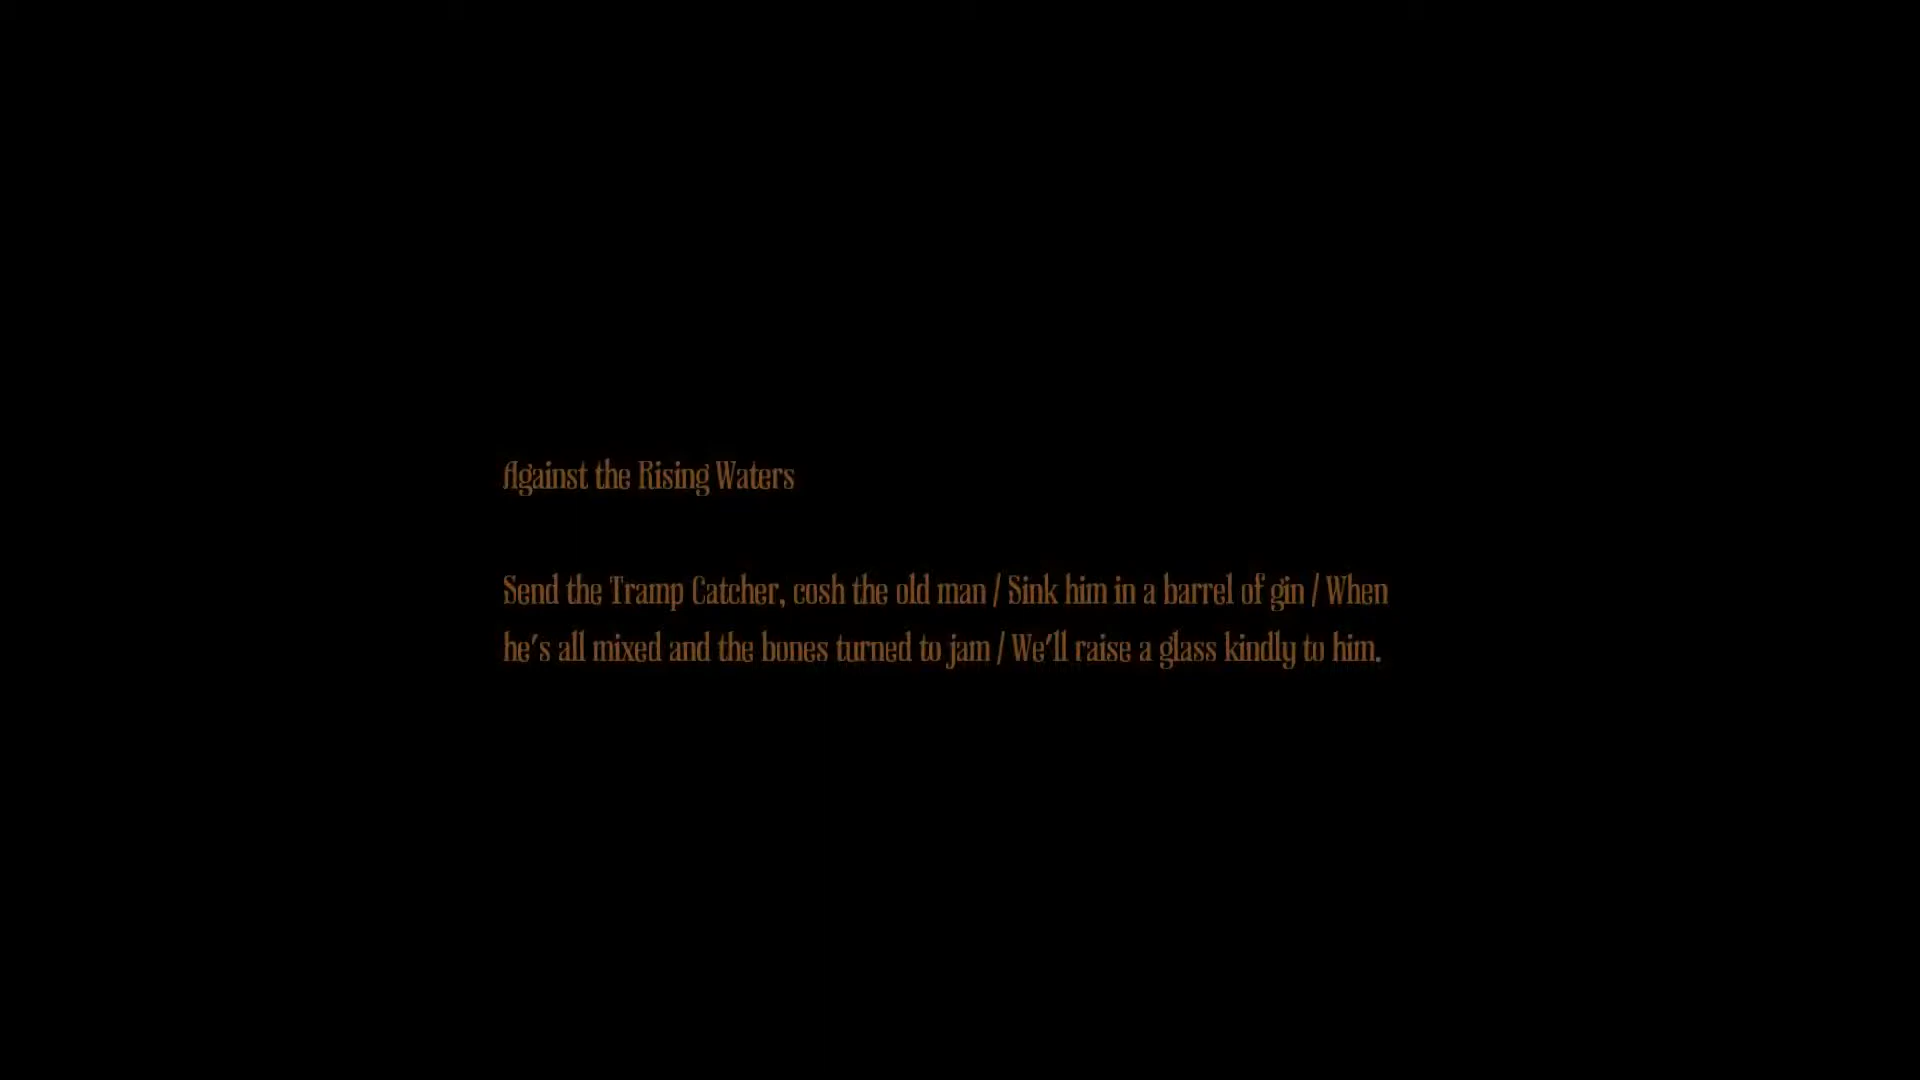 Against the Rising Waters
Send the Tramp Catcher, cosh the old man / Sink him in a barrel of gin / When
he's all mixed and the bones turned to jam / We'll raise a glass kindly to him.